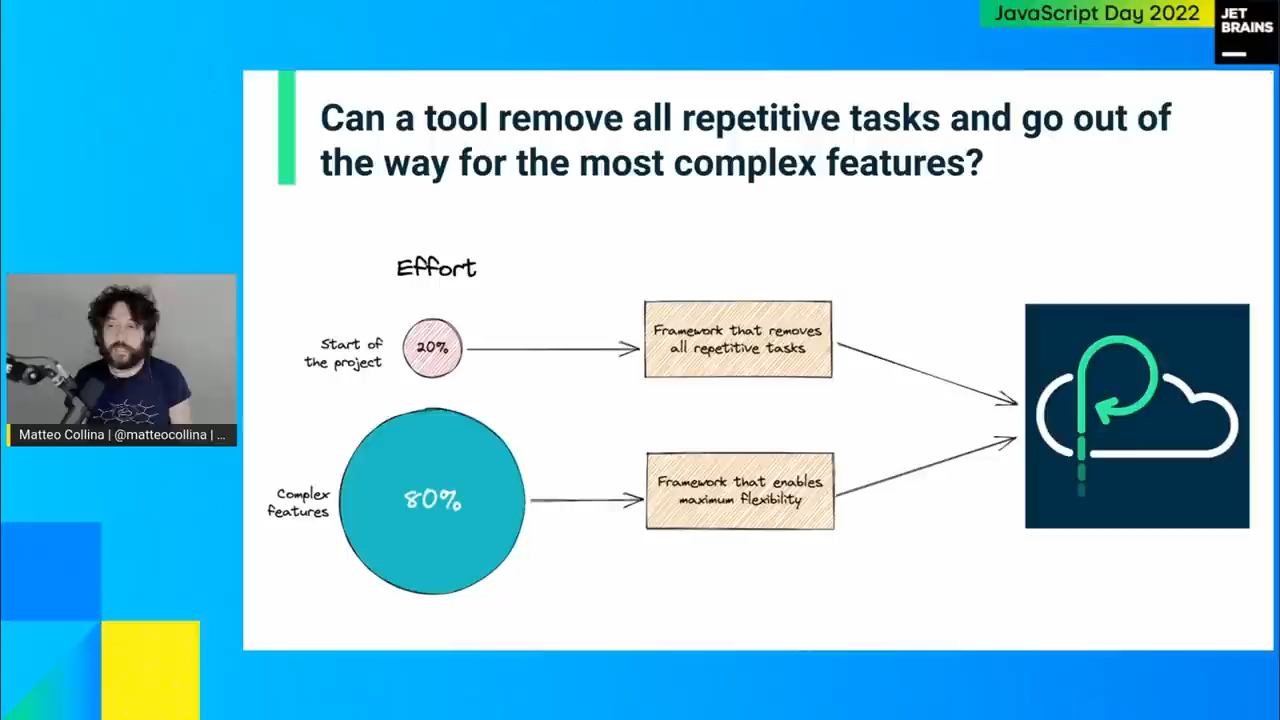 JavaScript Day 2022
JET
BRAINS
Can a tool remove all repetitive tasks and go out of
the way for the most complex features?
Effort
Start of
the project
20%
Framework that removes
all repetitive tasks
Complex
features
80%
Framework that enables
maximum flexibility
Matteo Collina | @matteocollina | ...